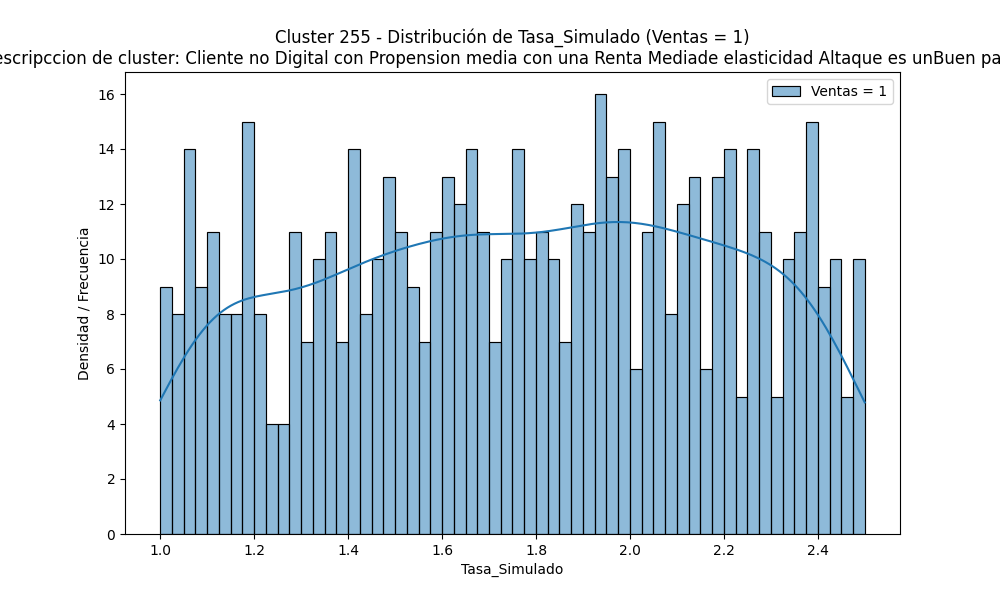 Cluster 255 - Distribución de Tasa_Simulado (Ventas = 1)
escripccion de cluster: Cliente no Digital con Propension media con una Renta Mediade elasticidad Altaque es unBuen pa
Ventas = 1
16
14
12
10
8
6
4
2
0
Densidad / Frecuencia
1.0 1.2 1.4 1.6 1.8 2.0 2.2 2.4
Tasa_Simulado